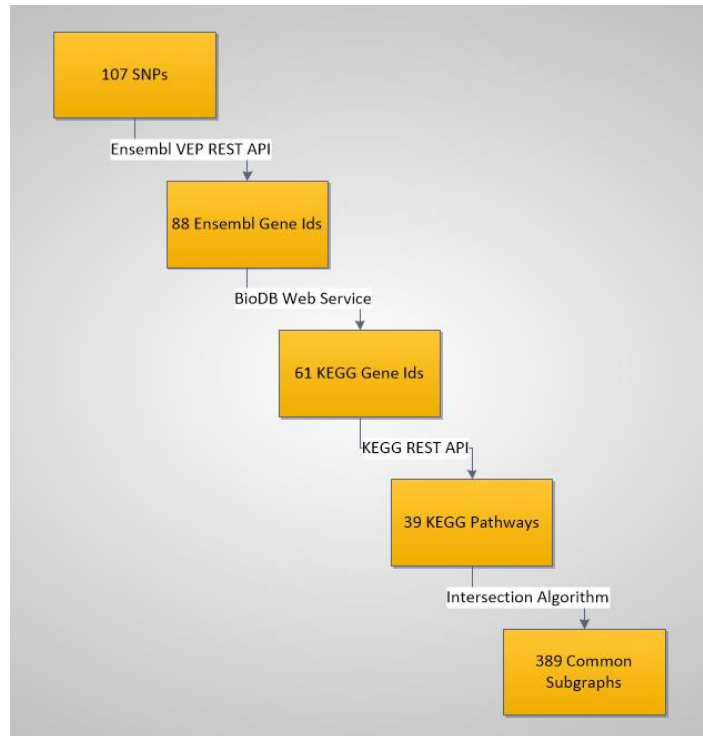 107 SNPs
Ensembl VEP REST API
88 Ensembl Gene Ids
BioDB Web Service
61 KEGG Gene Ids
KEGG REST API
39 KEGG Pathways
Intersection Algorithm
389 Common
Subgraphs